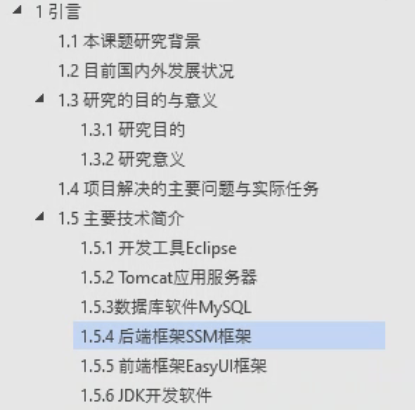 1 引言
1.1 本课题研究背景
1.2 目前国内外发展状况
1.3 研究的目的与意义
1.3.1 研究目的
1.3.2 研究意义
1.4 项目解决的主要问题与实际任务
1.5 主要技术简介
1.5.1 开发工具Eclipse
1.5.2 Tomcat应用服务器
1.5.3数据库软件MySQL
1.5.4 后端框架SSM框架
1.5.5 前端框架EasyUI框架
1.5.6 JDK开发软件